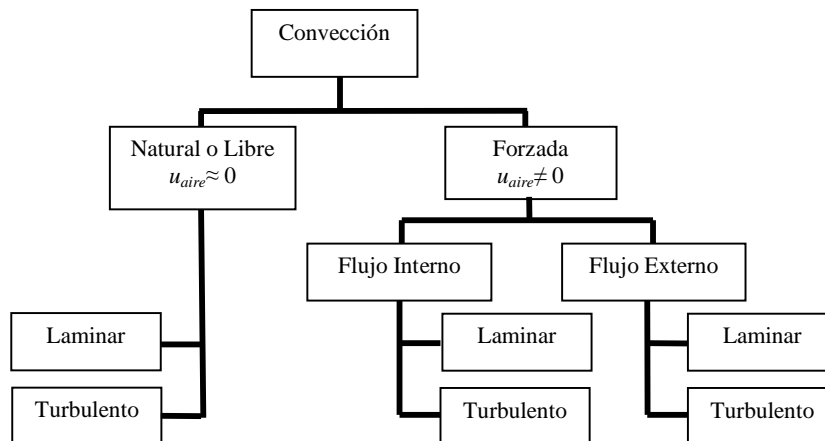 Convección
Natural o Libre
u_aire ≈ 0
Forzada
u_aire ≠ 0
Flujo Interno
Flujo Externo
Laminar
Laminar
Laminar
Turbulento
Turbulento
Turbulento